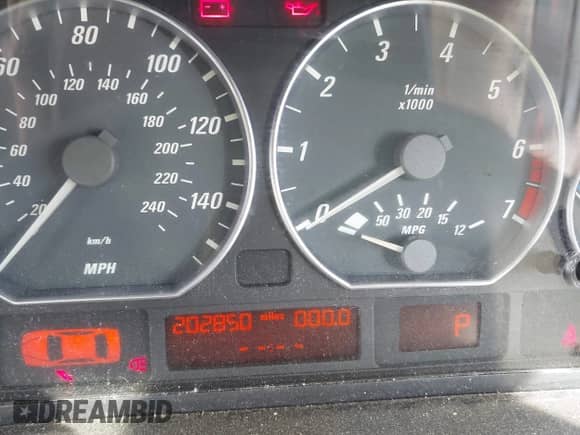 60 80 100 120 140
20 40 60 80 100 120 140 160 180 200 220 240
km/h
MPH
0 1 2 3 4 5 6 7
1/min
x1000
50 30 20 15 12
MPG
202850 miles 000.0
P
DREAMBID